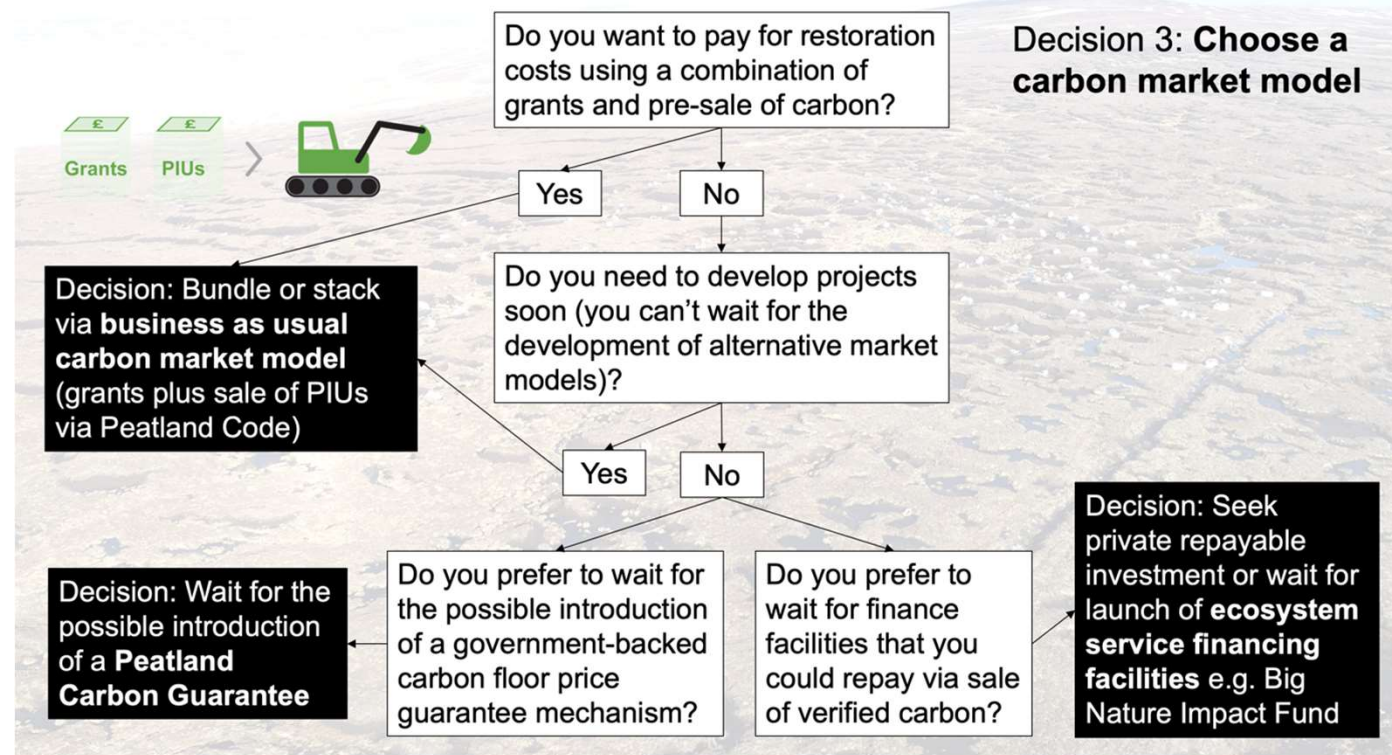 Do you want to pay for restoration
costs using a combination of
grants and pre-sale of carbon?
Decision 3: Choose a
carbon market model
£
£
Grants
PIUs
Yes
No
Decision: Bundle or stack
via business as usual
carbon market model
(grants plus sale of PIUs
via Peatland Code)
Do you need to develop projects
soon (you can’t wait for the
development of alternative market
models)?
Yes
No
Decision: Wait for the
possible introduction
of a Peatland
Carbon Guarantee
Do you prefer to wait for
the possible introduction
of a government-backed
carbon floor price
guarantee mechanism?
Do you prefer to
wait for finance
facilities that you
could repay via sale
of verified carbon?
Decision: Seek
private repayable
investment or wait for
launch of ecosystem
service financing
facilities e.g. Big
Nature Impact Fund